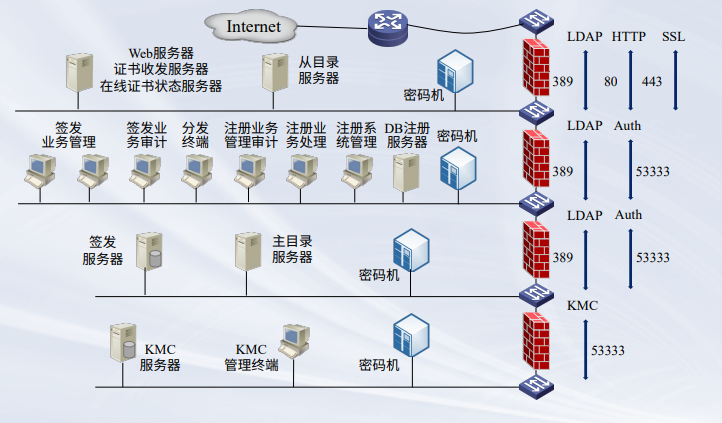 Internet
LDAP HTTP SSL
Web服务器
证书收发服务器
在线证书状态服务器
从目录
服务器
密码机
389 80 443
签发
业务管理
签发业
务审计
分发
终端
注册业务
管理审计
注册业
务处理
注册系
统管理
DB注册
服务器
密码机
LDAP Auth
389 53333
签发
服务器
主目录
服务器
密码机
LDAP Auth
389 53333
KMC
服务器
KMC
管理终端
密码机
KMC
53333